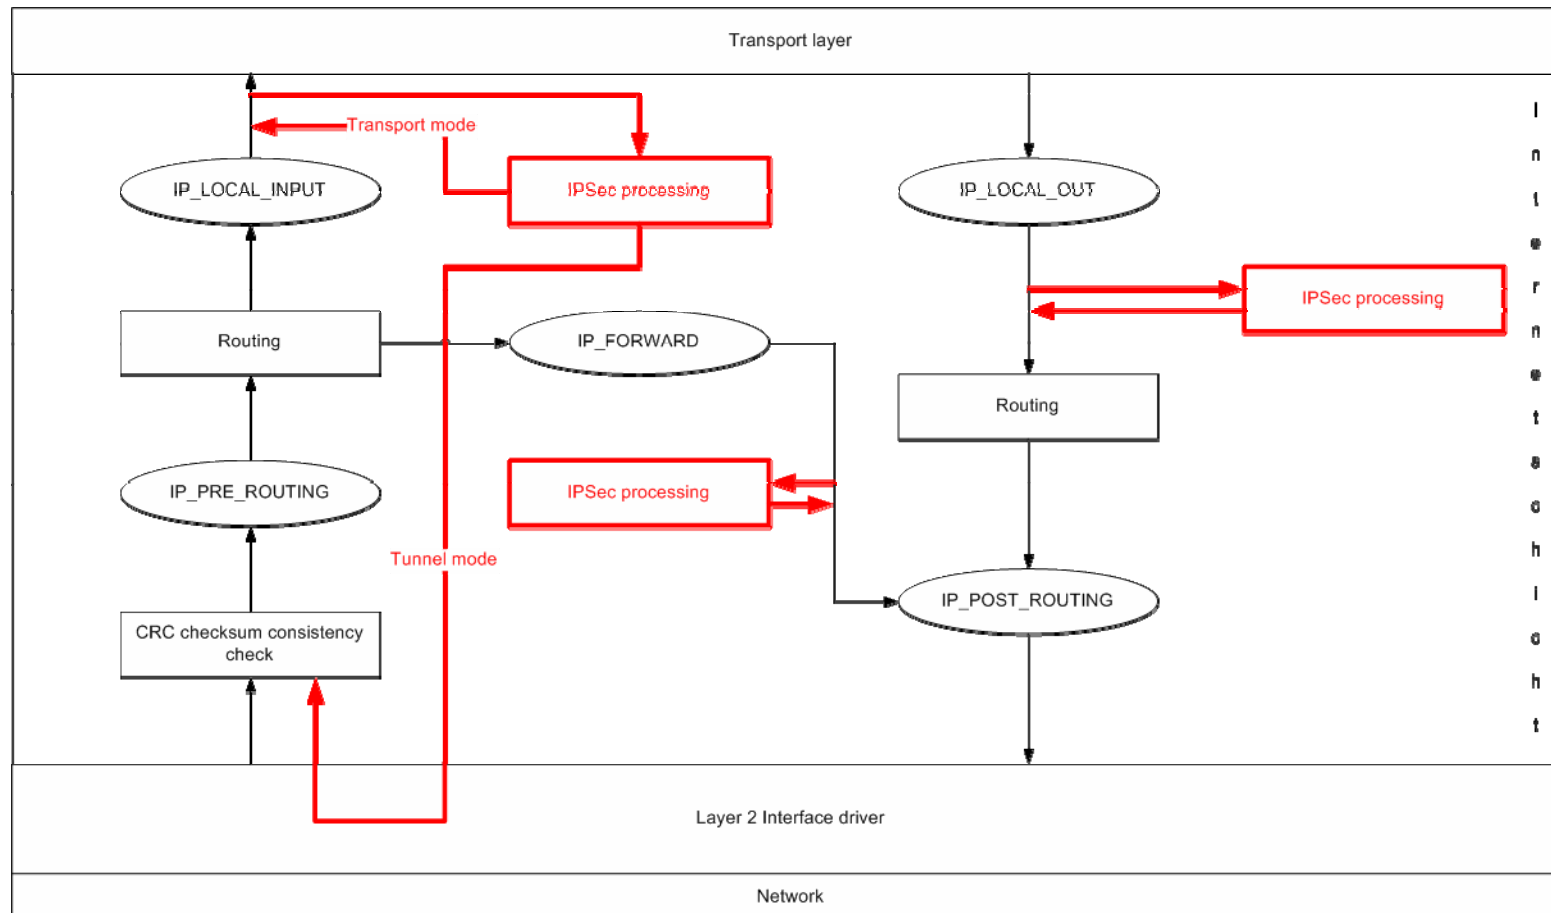 Transport layer
Transport mode
IP_LOCAL_INPUT
IPSec processing
IP_LOCAL_OUT
IPSec processing
Routing
IP_FORWARD
Routing
IP_PRE_ROUTING
IPSec processing
Tunnel mode
IP_POST_ROUTING
CRC checksum consistency
check
Internetschicht
Layer 2 Interface driver
Network